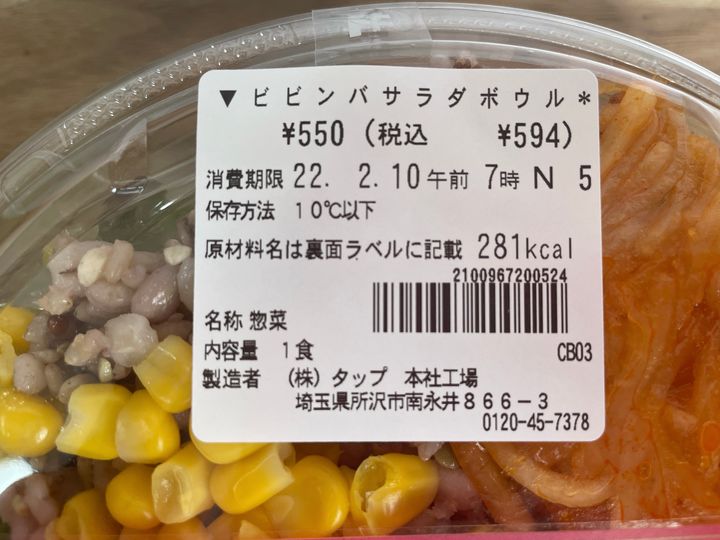 ▼ビビンバサラダボウル*
¥550 (税込 ¥594)
消費期限 22. 2.10 午前 7時 N 5
保存方法 10℃以下
原材料名は裏面ラベルに記載 281kcal
2100967200524
名称 惣菜
内容量 1食 CB03
製造者 (株) タップ 本社工場
埼玉県所沢市南永井866-3
0120-45-7378